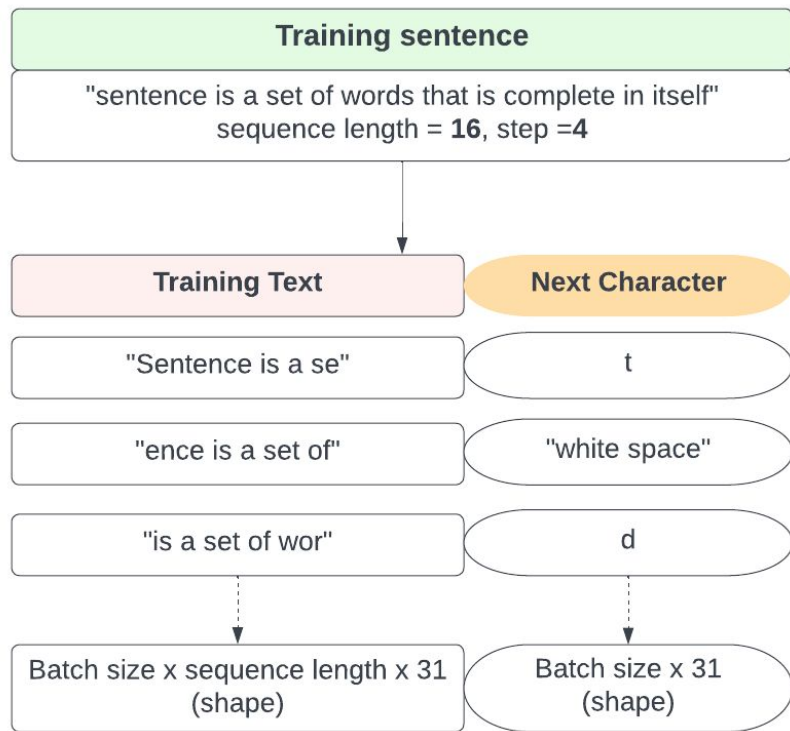 Training sentence
"sentence is a set of words that is complete in itself"
sequence length = 16, step =4
Training Text
Next Character
"Sentence is a se"
t
"ence is a set of"
"white space"
"is a set of wor"
d
Batch size x sequence length x 31
(shape)
Batch size x 31
(shape)